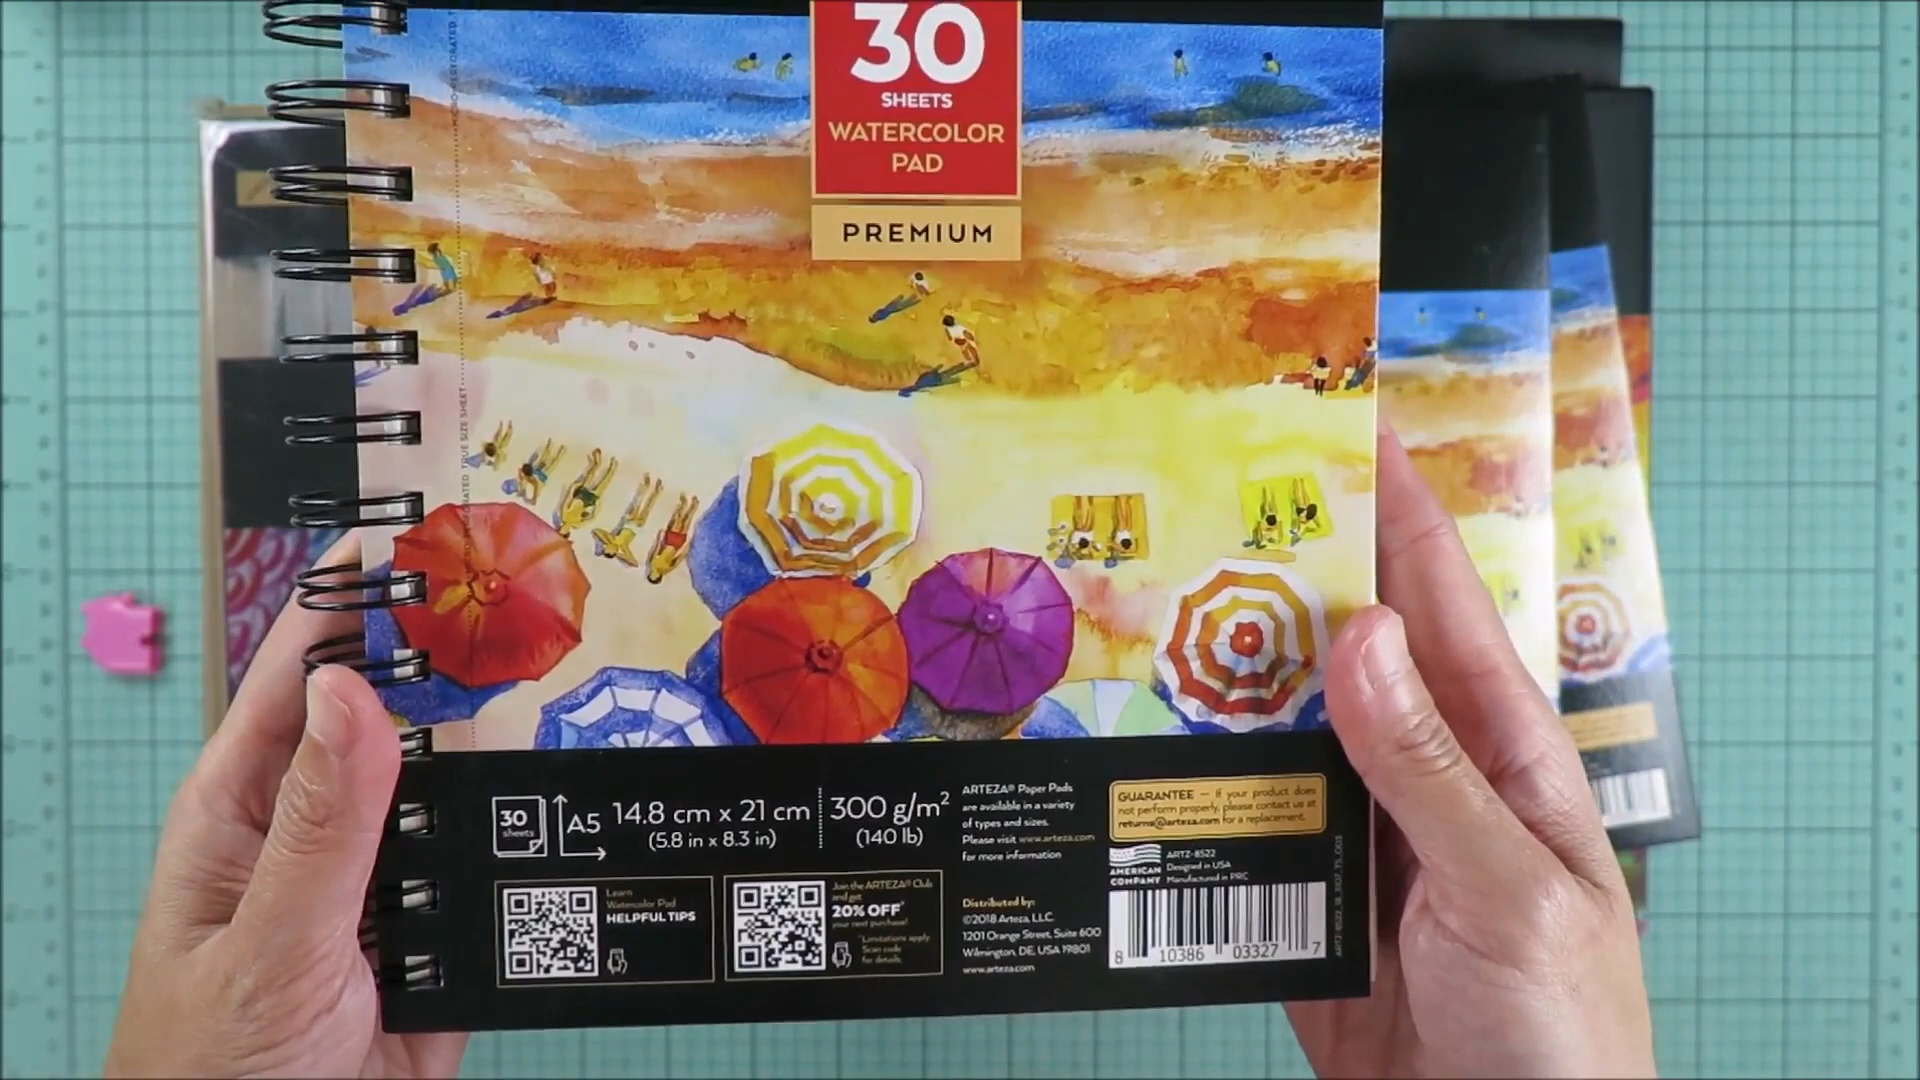 30
SHEETS
WATERCOLOR
PAD
PREMIUM
30
sheets
A5
14.8 cm x 21 cm
(5.8 in x 8.3 in)
300 g/m²
(140 lb)
ARTEZA® Paper Pads
are available in a variety
of types and sizes.
Please visit www.arteza.com
for more information
GUARANTEE — If your product does
not perform properly, please contact us at
returns@arteza.com for a replacement.
AMERICAN
COMPANY
ARTZ-8522
Designed in USA
Manufactured in PRC
Learn
Watercolor Pad
HELPFUL TIPS
Join the ARTEZA® Club
and get
20% OFF*
your next purchase!
*Limitations apply.
Scan code
for details.
Distributed by:
©2018 Arteza, LLC.
1201 Orange Street, Suite 600
Wilmington, DE, USA 19801
www.arteza.com
8 10386 03327 7